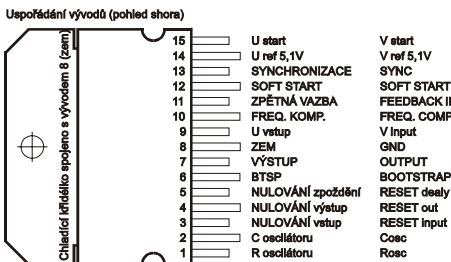 Uspořádání vývodů (pohled shora)
Chladící křidélko spojeno s vývodem 8 (zem)
15 U start V start
14 U ref 5,1V V ref 5,1V
13 SYNCHRONIZACE SYNC
12 SOFT START SOFT START
11 ZPĚTNÁ VAZBA FEEDBACK
10 FREQ. KOMP. FREQ. COMP
9 U vstup V Input
8 ZEM GND
7 VÝSTUP OUTPUT
6 BTSP BOOTSTRAP
5 NULOVÁNÍ zpoždění RESET dealy
4 NULOVÁNÍ výstup RESET out
3 NULOVÁNÍ vstup RESET Input
2 C oscilátoru Cosc
1 R oscilátoru Rosc